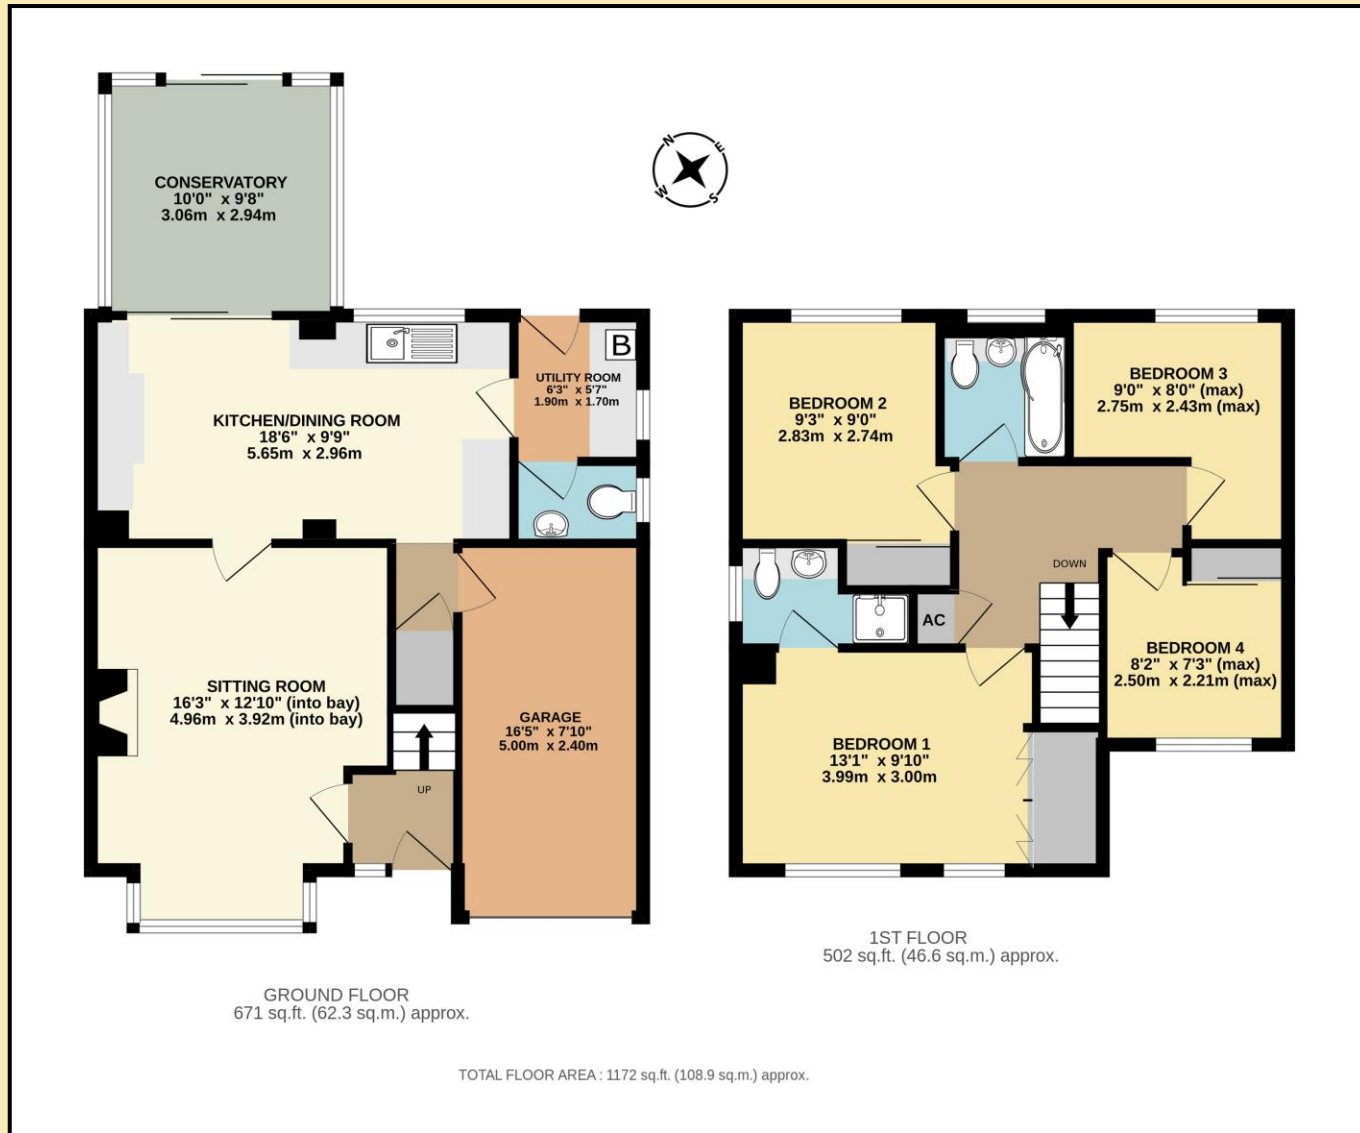 CONSERVATORY
10'0" x 9'8"
3.06m x 2.94m
N
E
S
W
KITCHEN/DINING ROOM
18'6" x 9'9"
5.65m x 2.96m
B
UTILITY ROOM
6'3" x 5'7"
1.90m x 1.70m
SITTING ROOM
16'3" x 12'10" (into bay)
4.96m x 3.92m (into bay)
UP
GARAGE
16'5" x 7'10"
5.00m x 2.40m
GROUND FLOOR
671 sq.ft. (62.3 sq.m.) approx.
BEDROOM 2
9'3" x 9'0"
2.83m x 2.74m
BEDROOM 3
9'0" x 8'0" (max)
2.75m x 2.43m (max)
DOWN
AC
BEDROOM 4
8'2" x 7'3" (max)
2.50m x 2.21m (max)
BEDROOM 1
13'1" x 9'10"
3.99m x 3.00m
1ST FLOOR
502 sq.ft. (46.6 sq.m.) approx.
TOTAL FLOOR AREA : 1172 sq.ft. (108.9 sq.m.) approx.